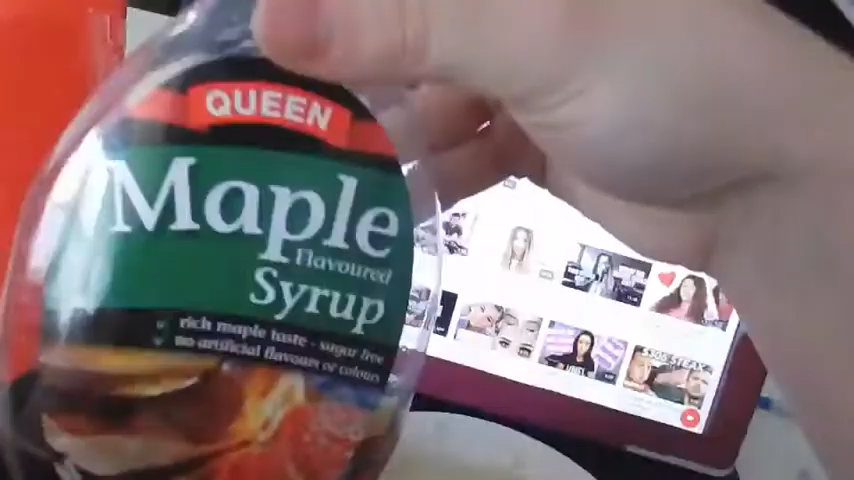 QUEEN
Maple
Flavoured
Syrup
rich maple taste - sugar free
no artificial flavours or colours